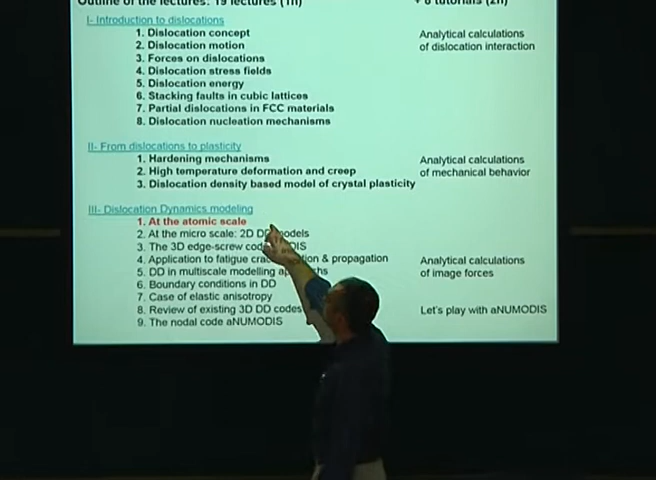 Outline of the lectures: 19 lectures (1h) + 6 tutorials (2h)
I- Introduction to dislocations
1. Dislocation concept
Analytical calculations
2. Dislocation motion
of dislocation interaction
3. Forces on dislocations
4. Dislocation stress fields
5. Dislocation energy
6. Stacking faults in cubic lattices
7. Partial dislocations in FCC materials
8. Dislocation nucleation mechanisms
II- From dislocations to plasticity
1. Hardening mechanisms
Analytical calculations
2. High temperature deformation and creep
of mechanical behavior
3. Dislocation density based model of crystal plasticity
III- Dislocation Dynamics modeling
1. At the atomic scale
2. At the micro scale: 2D DD models
3. The 3D edge-screw code
4. Application to fatigue & propagation
Analytical calculations
5. DD in multiscale modelling
of image forces
6. Boundary conditions in DD
7. Case of elastic anisotropy
8. Review of existing 3D DD codes
Let's play with aNUMODIS
9. The nodal code aNUMODIS